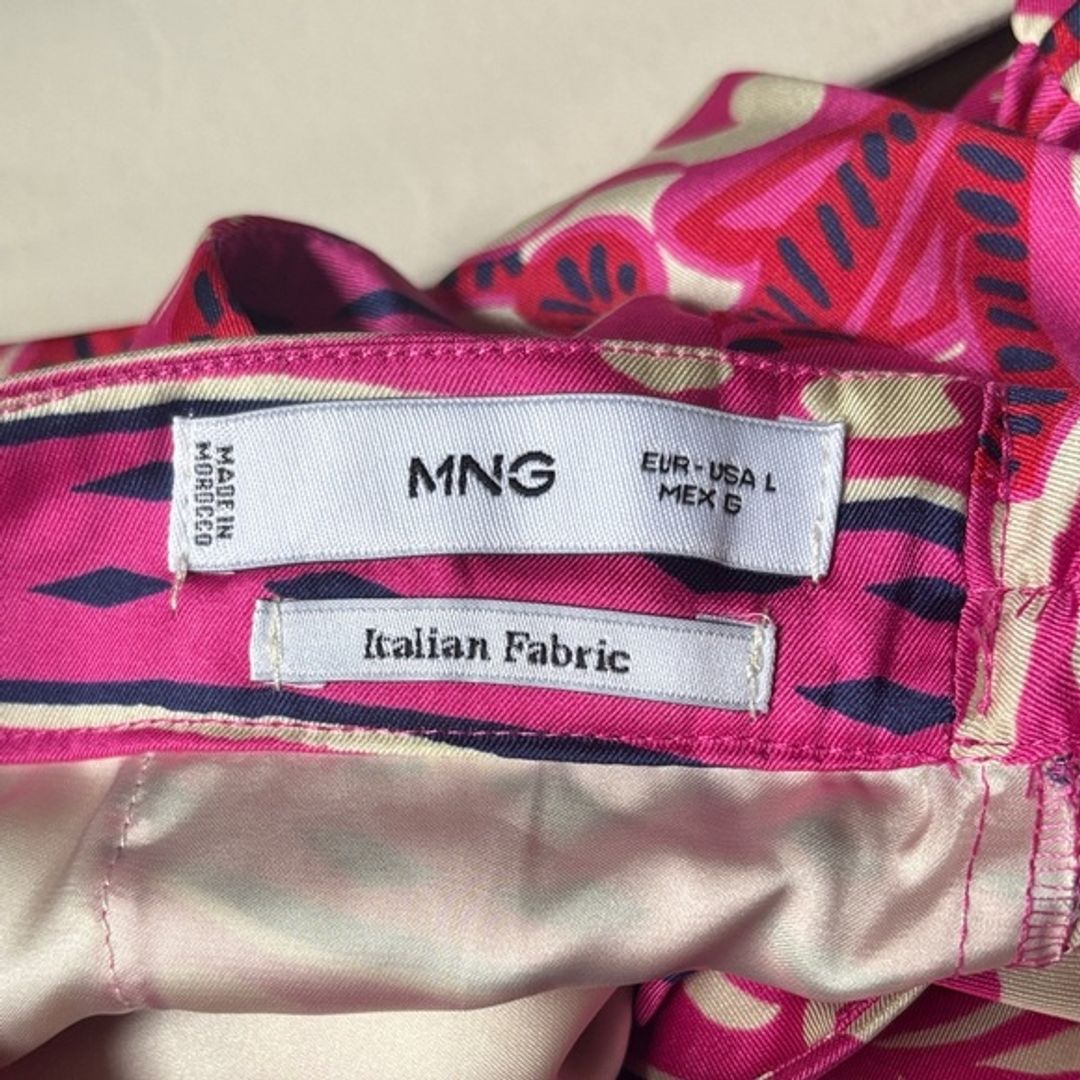 MADE IN
MOROCCO
MNG
EUR - USA L
MEX G
Italian Fabric